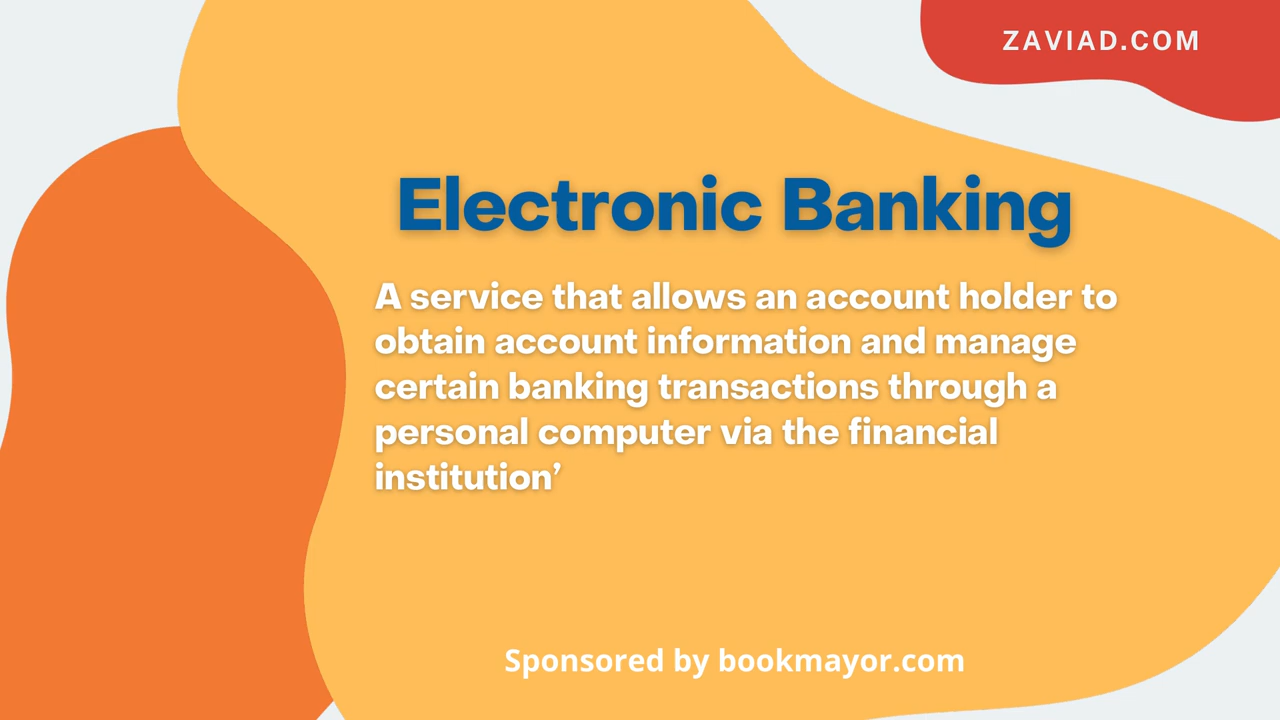 ZAVIAD.COM
Electronic Banking
A service that allows an account holder to
obtain account information and manage
certain banking transactions through a
personal computer via the financial
institution’
Sponsored by bookmayor.com